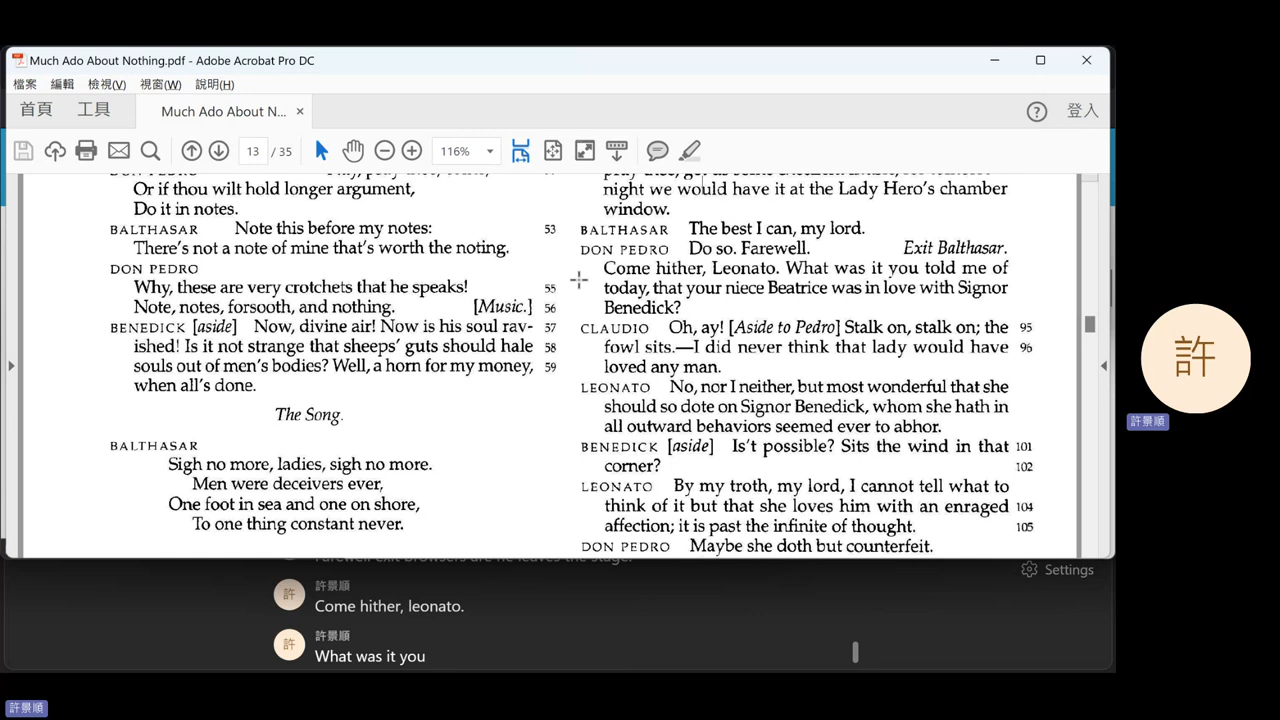 Much Ado About Nothing.pdf - Adobe Acrobat Pro DC
檔案 編輯 檢視(V) 視窗(W) 說明(H)
首頁 工具 Much Ado About N... × 登入
13 / 35 116%
DON PEDRO
Or if thou wilt hold longer argument,
Do it in notes.
BALTHASAR Note this before my notes: 53
There's not a note of mine that's worth the noting.
DON PEDRO
Why, these are very crotchets that he speaks! 55
Note, notes, forsooth, and nothing. [Music.] 56
BENEDICK [aside] Now, divine air! Now is his soul rav- 57
ished! Is it not strange that sheeps' guts should hale 58
souls out of men's bodies? Well, a horn for my money, 59
when all's done.
The Song.
BALTHASAR
Sigh no more, ladies, sigh no more.
Men were deceivers ever,
One foot in sea and one on shore,
To one thing constant never.
night we would have it at the Lady Hero's chamber
window.
BALTHASAR The best I can, my lord.
DON PEDRO Do so. Farewell. Exit Balthasar.
Come hither, Leonato. What was it you told me of
today, that your niece Beatrice was in love with Signor
Benedick?
CLAUDIO Oh, ay! [Aside to Pedro] Stalk on, stalk on; the 95
fowl sits.—I did never think that lady would have 96
loved any man.
LEONATO No, nor I neither, but most wonderful that she
should so dote on Signor Benedick, whom she hath in
all outward behaviors seemed ever to abhor.
BENEDICK [aside] Is't possible? Sits the wind in that 101
corner? 102
LEONATO By my troth, my lord, I cannot tell what to
think of it but that she loves him with an enraged 104
affection; it is past the infinite of thought. 105
DON PEDRO Maybe she doth but counterfeit.
Settings
許 許景順
Come hither, leonato.
許 許景順
What was it you
許
許景順
許景順